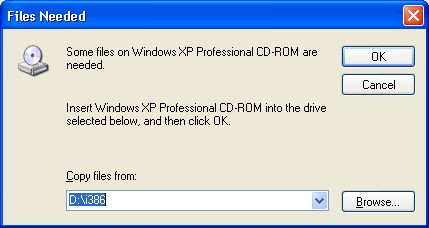 Files Needed
Some files on Windows XP Professional CD-ROM are
needed.
OK
Cancel
Insert Windows XP Professional CD-ROM into the drive
selected below, and then click OK.
Copy files from:
D:\i386
Browse...